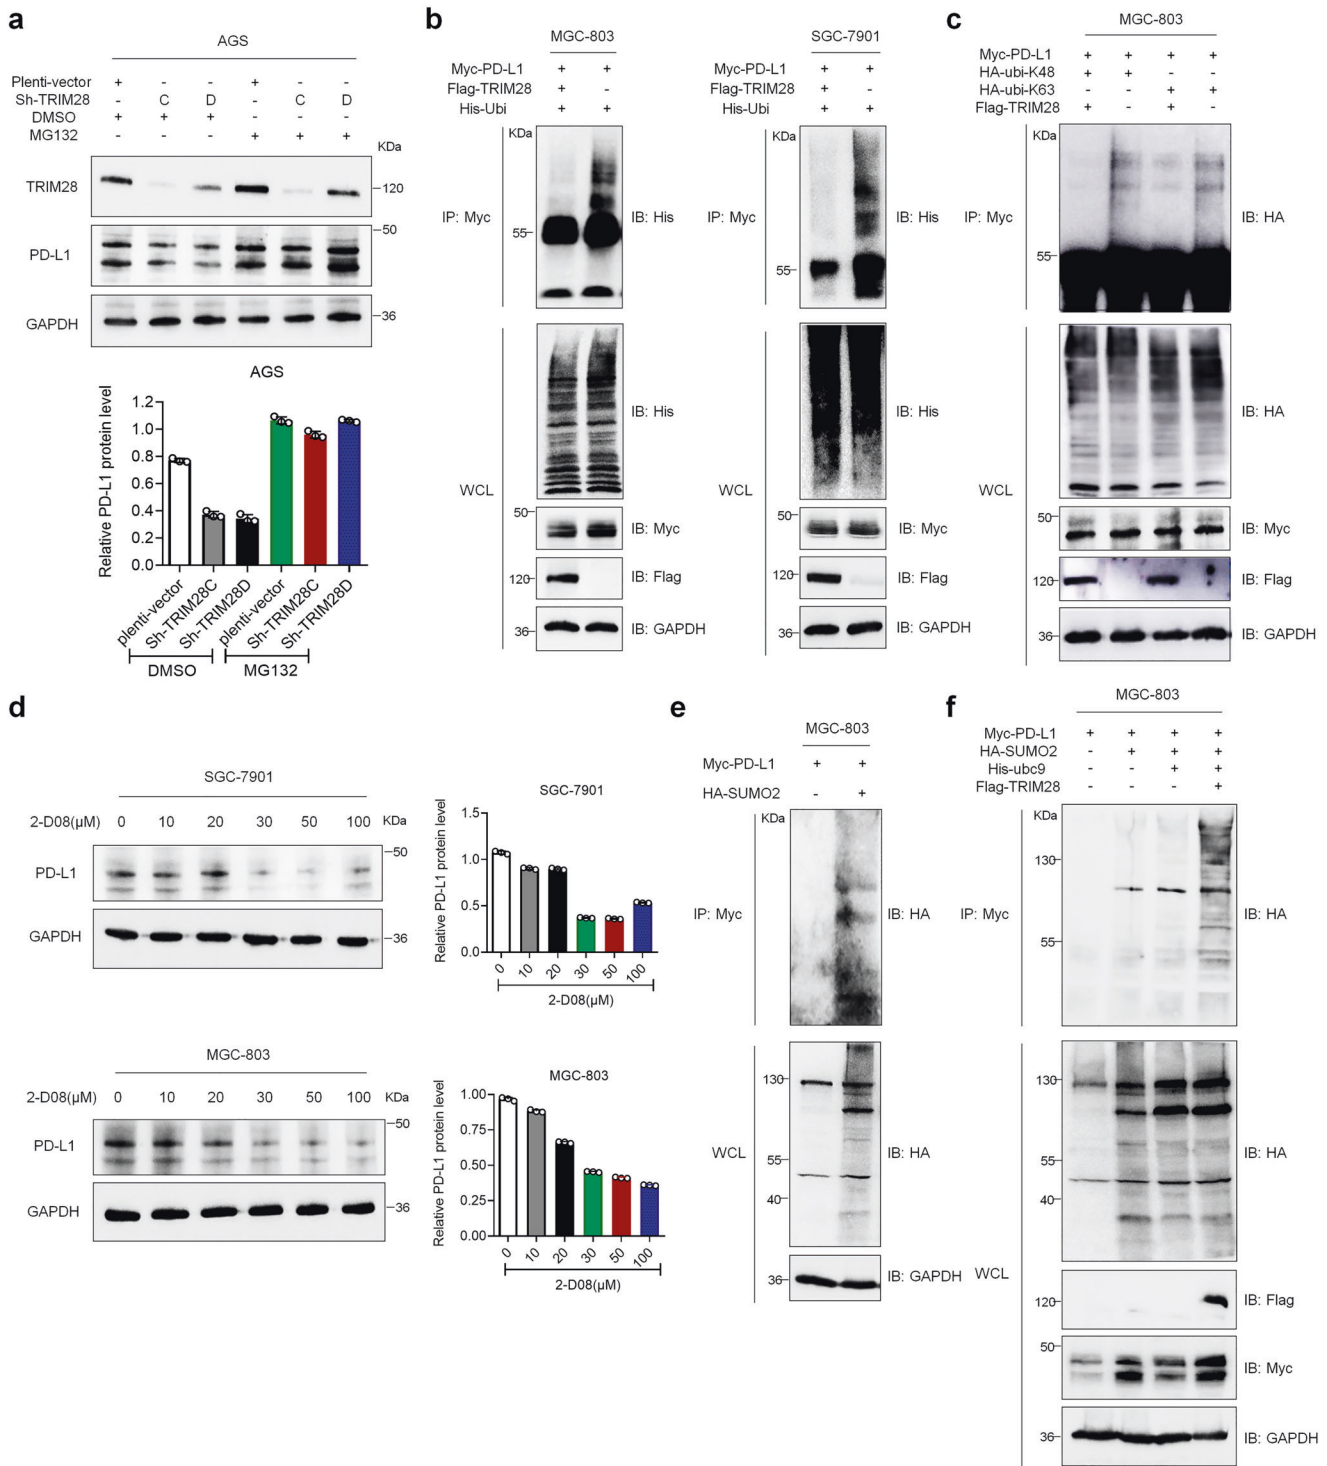 a
AGS
Plenti-vector + - - + - -
Sh-TRIM28 - C D - C D
DMSO + + + - - -
MG132 - - - + + +
KDa
TRIM28
120
50
PD-L1
GAPDH
36
AGS
Relative PD-L1 protein level
1.2
1.0
0.8
0.6
0.4
0.2
0.0
plenti-vector
Sh-TRIM28C
Sh-TRIM28D
plenti-vector
Sh-TRIM28C
Sh-TRIM28D
DMSO
MG132
b
MGC-803
Myc-PD-L1 + +
Flag-TRIM28 + -
His-Ubi + +
KDa
IP: Myc
55
IB: His
IB: His
WCL
50
IB: Myc
120
IB: Flag
36
IB: GAPDH
SGC-7901
Myc-PD-L1 + +
Flag-TRIM28 + -
His-Ubi + +
KDa
IP: Myc
IB: His
55
IB: His
WCL
50
IB: Myc
120
IB: Flag
36
IB: GAPDH
c
MGC-803
Myc-PD-L1 + + + +
HA-ubi-K48 + + - -
HA-ubi-K63 - - + +
Flag-TRIM28 + - + -
KDa
IP: Myc
IB: HA
55
IB: HA
WCL
50
IB: Myc
120
IB: Flag
36
IB: GAPDH
d
SGC-7901
2-D08(μM) 0 10 20 30 50 100 KDa
50
PD-L1
GAPDH
36
SGC-7901
Relative PD-L1 protein level
1.5
1.0
0.5
0.0
0 10 20 30 50 100
2-D08(μM)
MGC-803
2-D08(μM) 0 10 20 30 50 100 KDa
50
PD-L1
GAPDH
36
MGC-803
Relative PD-L1 protein level
1.00
0.75
0.50
0.25
0.00
0 10 20 30 50 100
2-D08(μM)
e
MGC-803
Myc-PD-L1 + +
HA-SUMO2 - +
KDa
IP: Myc
IB: HA
130
WCL
55
IB: HA
40
36
IB: GAPDH
f
MGC-803
Myc-PD-L1 + + + +
HA-SUMO2 - + + +
His-ubc9 - - + +
Flag-TRIM28 - - - +
KDa
130
IP: Myc
IB: HA
55
130
55
IB: HA
40
WCL
120
IB: Flag
50
IB: Myc
36
IB: GAPDH